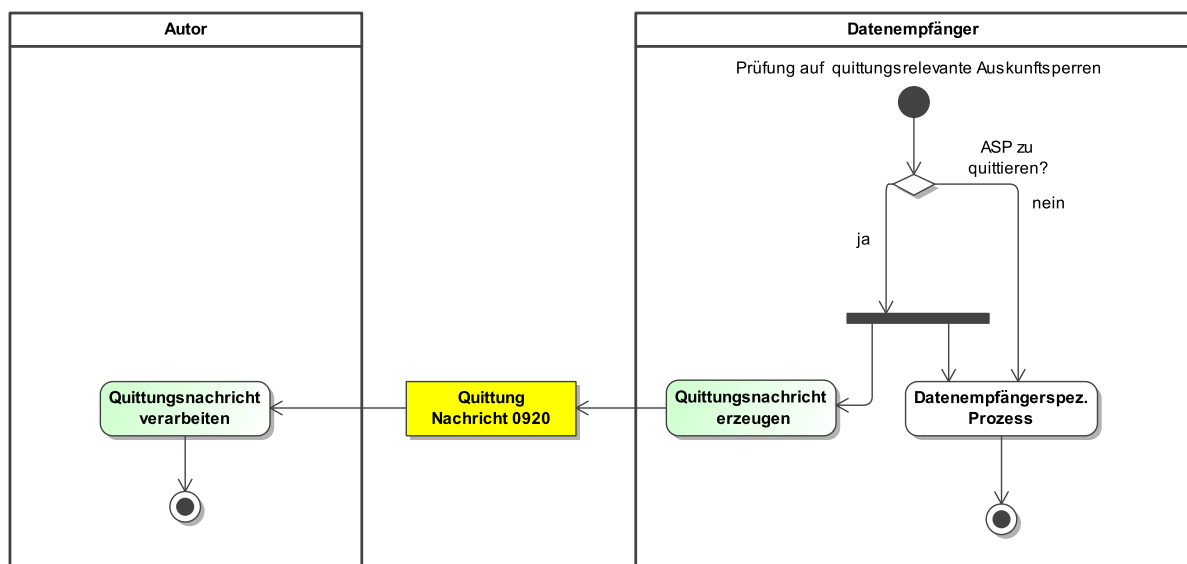 Autor
Datenempfänger
Prüfung auf quittungsrelevante Auskunftsperren
ASP zu
quittieren?
nein
ja
Quittungsnachricht
verarbeiten
Quittung
Nachricht 0920
Quittungsnachricht
erzeugen
Datenempfängerspez.
Prozess